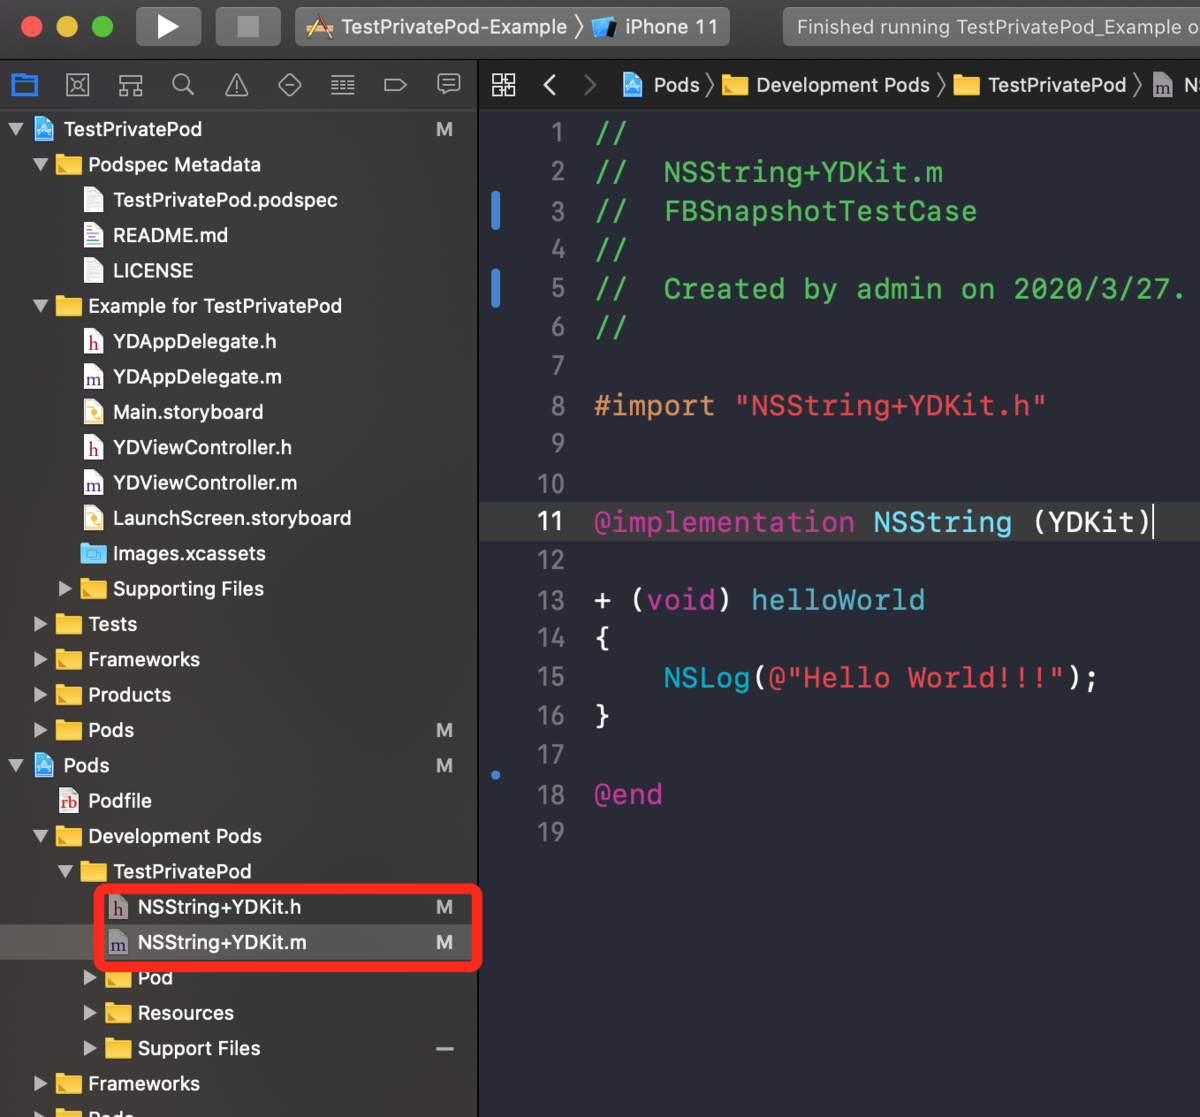 TestPrivatePod-Example 〉 iPhone 11
Finished running TestPrivatePod_Example o
Pods 〉 Development Pods 〉 TestPrivatePod 〉 m
TestPrivatePod M
Podspec Metadata
TestPrivatePod.podspec
README.md
LICENSE
Example for TestPrivatePod
h YDAppDelegate.h
m YDAppDelegate.m
Main.storyboard
h YDViewController.h
m YDViewController.m
LaunchScreen.storyboard
Images.xcassets
Supporting Files
Tests
Frameworks
Products
Pods M
Pods M
rb Podfile
Development Pods
TestPrivatePod
h NSString+YDKit.h M
m NSString+YDKit.m M
Pod
Resources
Support Files –
Frameworks
Pods
1 //
2 //  NSString+YDKit.m
3 //  FBSnapshotTestCase
4 //
5 //  Created by admin on 2020/3/27.
6 //
7
8 #import "NSString+YDKit.h"
9
10
11 @implementation NSString (YDKit)
12
13 + (void) helloWorld
14 {
15     NSLog(@"Hello World!!!");
16 }
17
18 @end
19